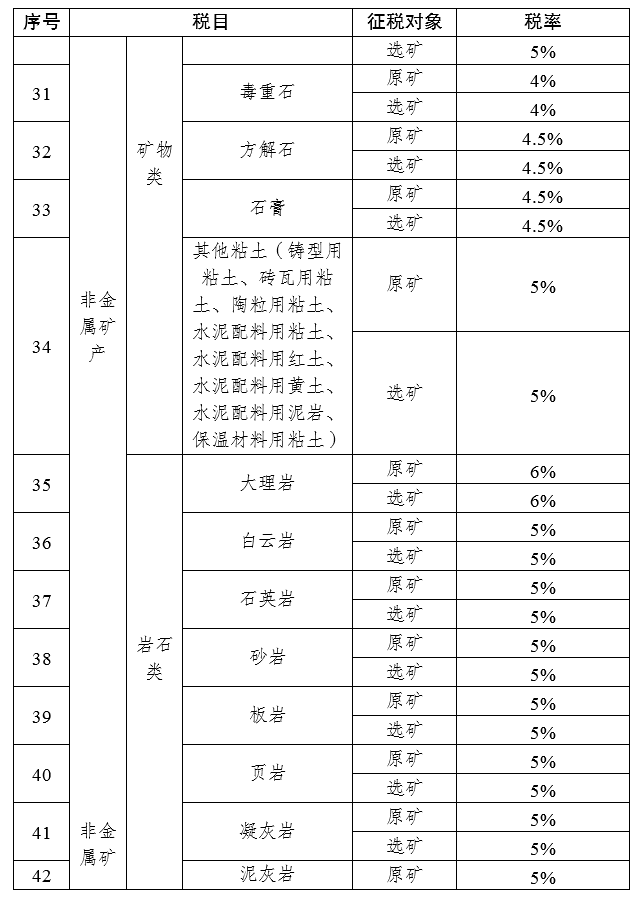 序号 税目 征税对象 税率
选矿 5%
31 毒重石 原矿 4%
选矿 4%
矿物类
32 方解石 原矿 4.5%
选矿 4.5%
33 石膏 原矿 4.5%
选矿 4.5%
非金属矿产
34 其他粘土（铸型用
粘土、砖瓦用粘
土、陶粒用粘土、
水泥配料用粘土、
水泥配料用红土、
水泥配料用黄土、
水泥配料用泥岩、
保温材料用粘土）
原矿 5%
选矿 5%
35 大理岩 原矿 6%
选矿 6%
36 白云岩 原矿 5%
选矿 5%
37 石英岩 原矿 5%
选矿 5%
岩石类
38 砂岩 原矿 5%
选矿 5%
39 板岩 原矿 5%
选矿 5%
40 页岩 原矿 5%
选矿 5%
非金属矿
41 凝灰岩 原矿 5%
选矿 5%
42 泥灰岩 原矿 5%